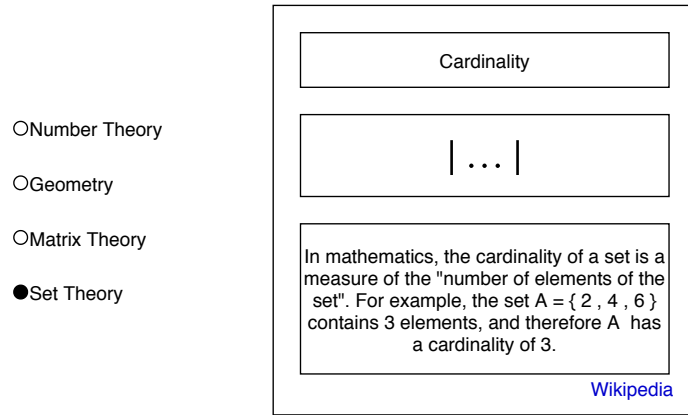 Number Theory
Geometry
Matrix Theory
Set Theory
Cardinality
| ... |
In mathematics, the cardinality of a set is a
measure of the "number of elements of the
set". For example, the set A = { 2 , 4 , 6 }
contains 3 elements, and therefore A  has
a cardinality of 3.
Wikipedia